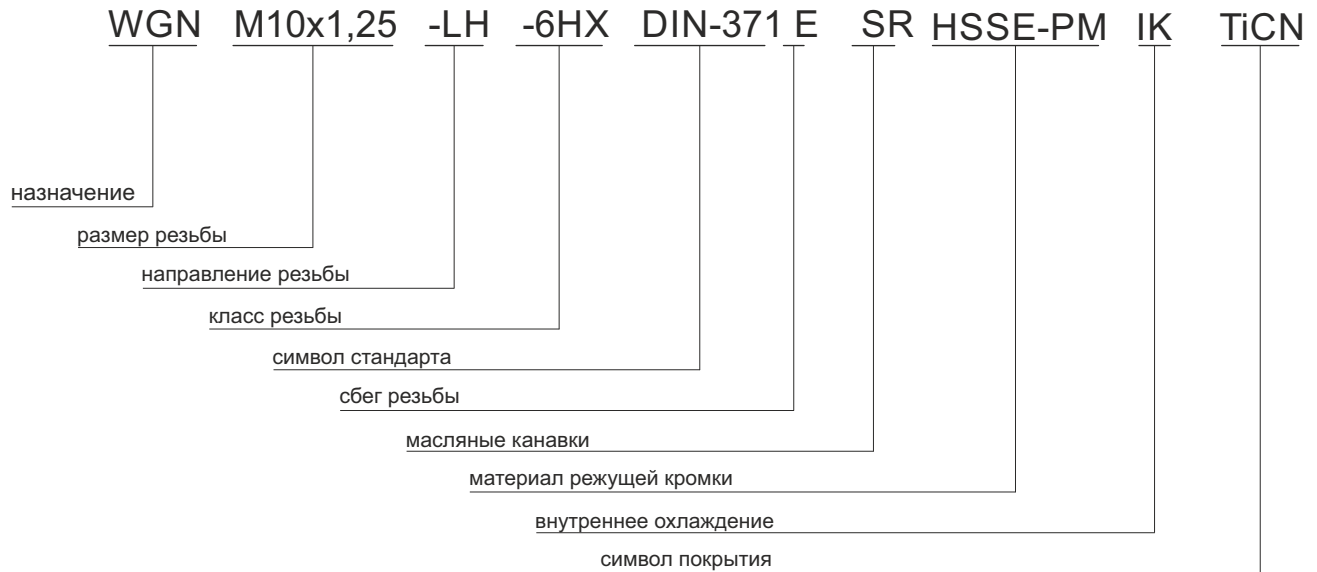 WGN M10x1,25 -LH -6HX DIN-371 E SR HSSE-PM IK TiCN
назначение
размер резьбы
направление резьбы
класс резьбы
символ стандарта
сбег резьбы
масляные канавки
материал режущей кромки
внутреннее охлаждение
символ покрытия